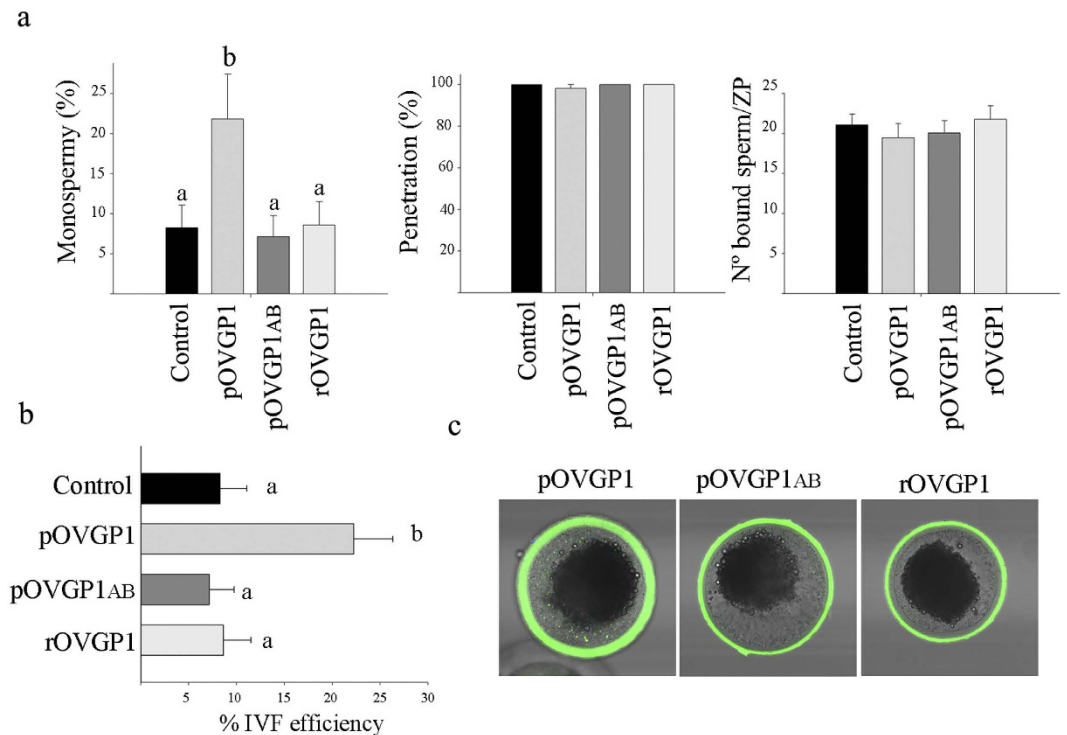 a
Monospermy (%)
25
20
15
10
5
b
a
a
a
Control
pOVGP1
pOVGP1AB
rOVGP1
Penetration (%)
100
80
60
40
20
Control
pOVGP1
pOVGP1AB
rOVGP1
Nº bound sperm/ZP
25
20
15
10
5
Control
pOVGP1
pOVGP1AB
rOVGP1
b
Control
a
pOVGP1
b
pOVGP1AB
a
rOVGP1
a
5
10
15
20
25
30
% IVF efficiency
c
pOVGP1
pOVGP1AB
rOVGP1